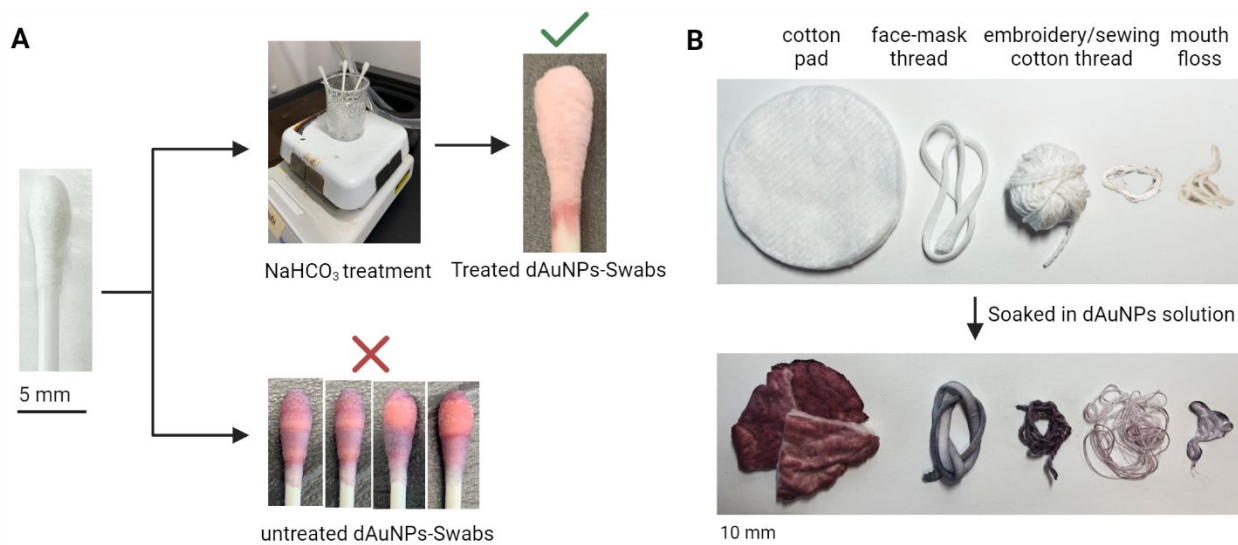 A
NaHCO₃ treatment
Treated dAuNPs-Swabs
5 mm
untreated dAuNPs-Swabs
B
cotton pad
face-mask thread
embroidery/sewing cotton thread
mouth floss
Soaked in dAuNPs solution
10 mm